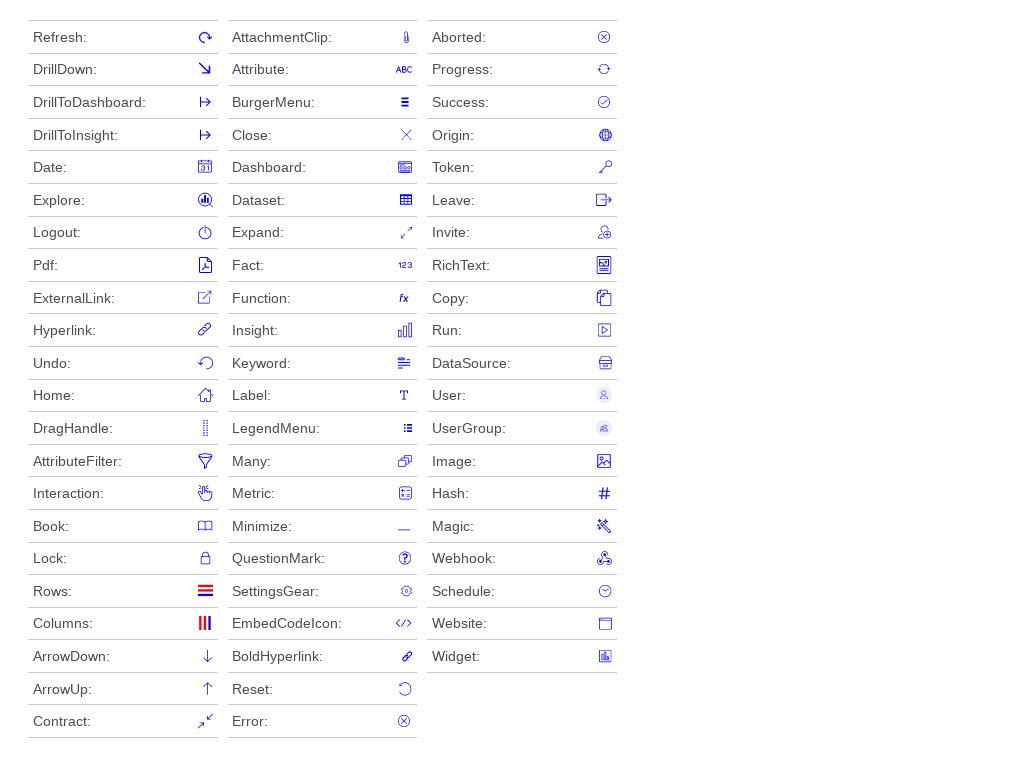 Refresh:
DrillDown:
DrillToDashboard:
DrillToInsight:
Date: 31
Explore:
Logout:
Pdf:
ExternalLink:
Hyperlink:
Undo:
Home:
DragHandle:
AttributeFilter:
Interaction:
Book:
Lock:
Rows:
Columns:
ArrowDown:
ArrowUp:
Contract:
AttachmentClip:
Attribute: ABC
BurgerMenu:
Close:
Dashboard:
Dataset:
Expand:
Fact: 123
Function: fx
Insight:
Keyword:
Label: T
LegendMenu:
Many:
Metric:
Minimize:
QuestionMark: ?
SettingsGear:
EmbedCodeIcon: </>
BoldHyperlink:
Reset:
Error:
Aborted:
Progress:
Success:
Origin:
Token:
Leave:
Invite:
RichText:
Copy:
Run:
DataSource:
User:
UserGroup:
Image:
Hash: #
Magic:
Webhook:
Schedule:
Website:
Widget: